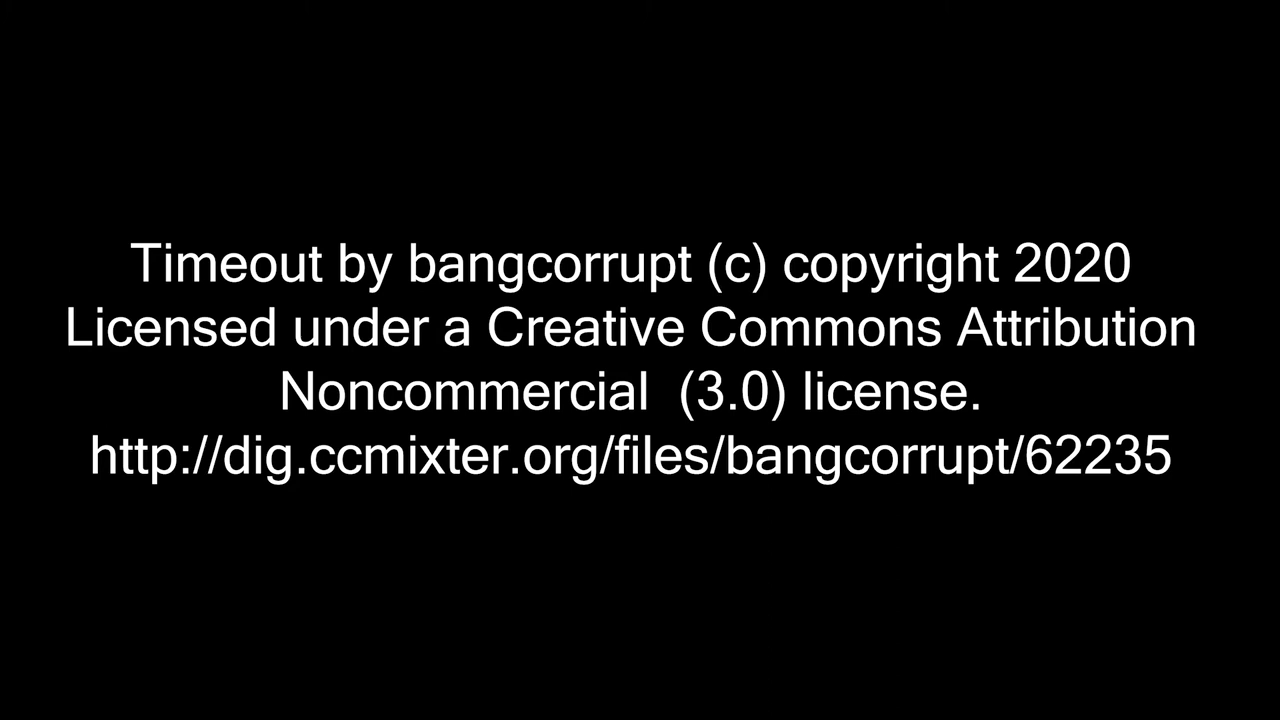 Timeout by bangcorrupt (c) copyright 2020
Licensed under a Creative Commons Attribution
Noncommercial  (3.0) license.
http://dig.ccmixter.org/files/bangcorrupt/62235